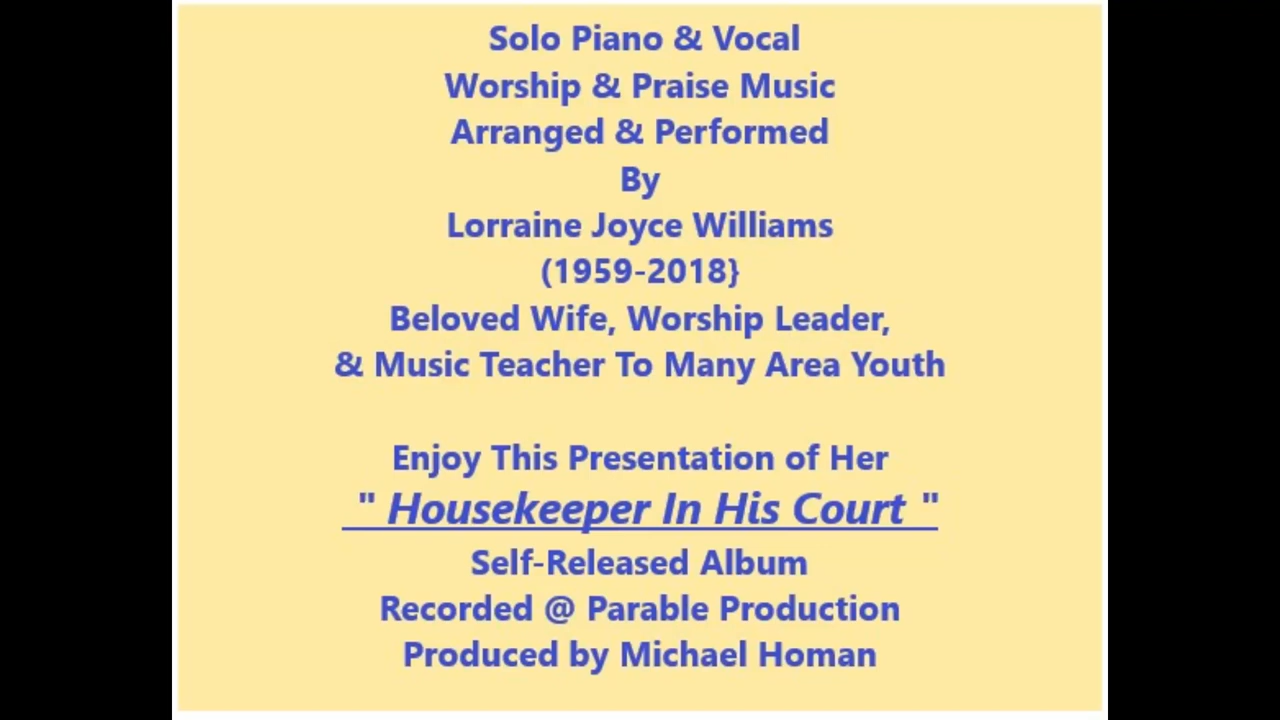 Solo Piano & Vocal
Worship & Praise Music
Arranged & Performed
By
Lorraine Joyce Williams
(1959-2018}
Beloved Wife, Worship Leader,
& Music Teacher To Many Area Youth
Enjoy This Presentation of Her
" Housekeeper In His Court "
Self-Released Album
Recorded @ Parable Production
Produced by Michael Homan